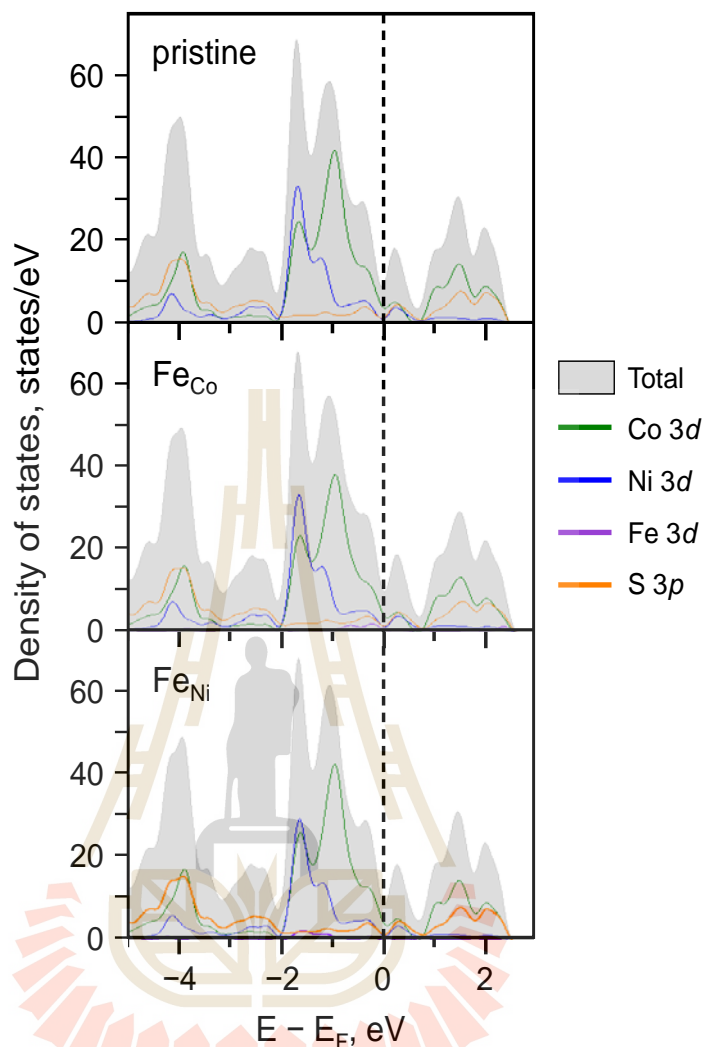 pristine
60
40
20
0
Fe_Co
60
40
20
0
Fe_Ni
60
40
20
0
−4
−2
0
2
E − E_F, eV
Density of states, states/eV
Total
Co 3d
Ni 3d
Fe 3d
S 3p